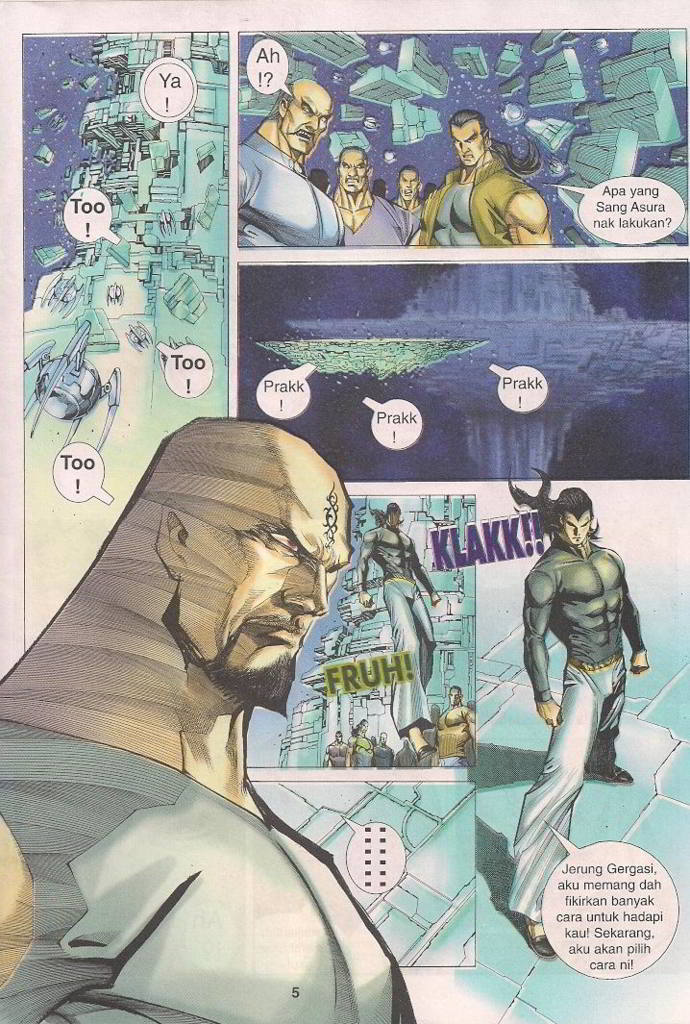 Ya
!
Too
!
Too
!
Too
!
Ah
!?
Apa yang
Sang Asura
nak lakukan?
Prakk
!
Prakk
!
Prakk
!
FRUH!
KLAKK!!
Jerung Gergasi,
aku memang dah
fikirkan banyak
cara untuk hadapi
kau! Sekarang,
aku akan pilih
cara ni!
5